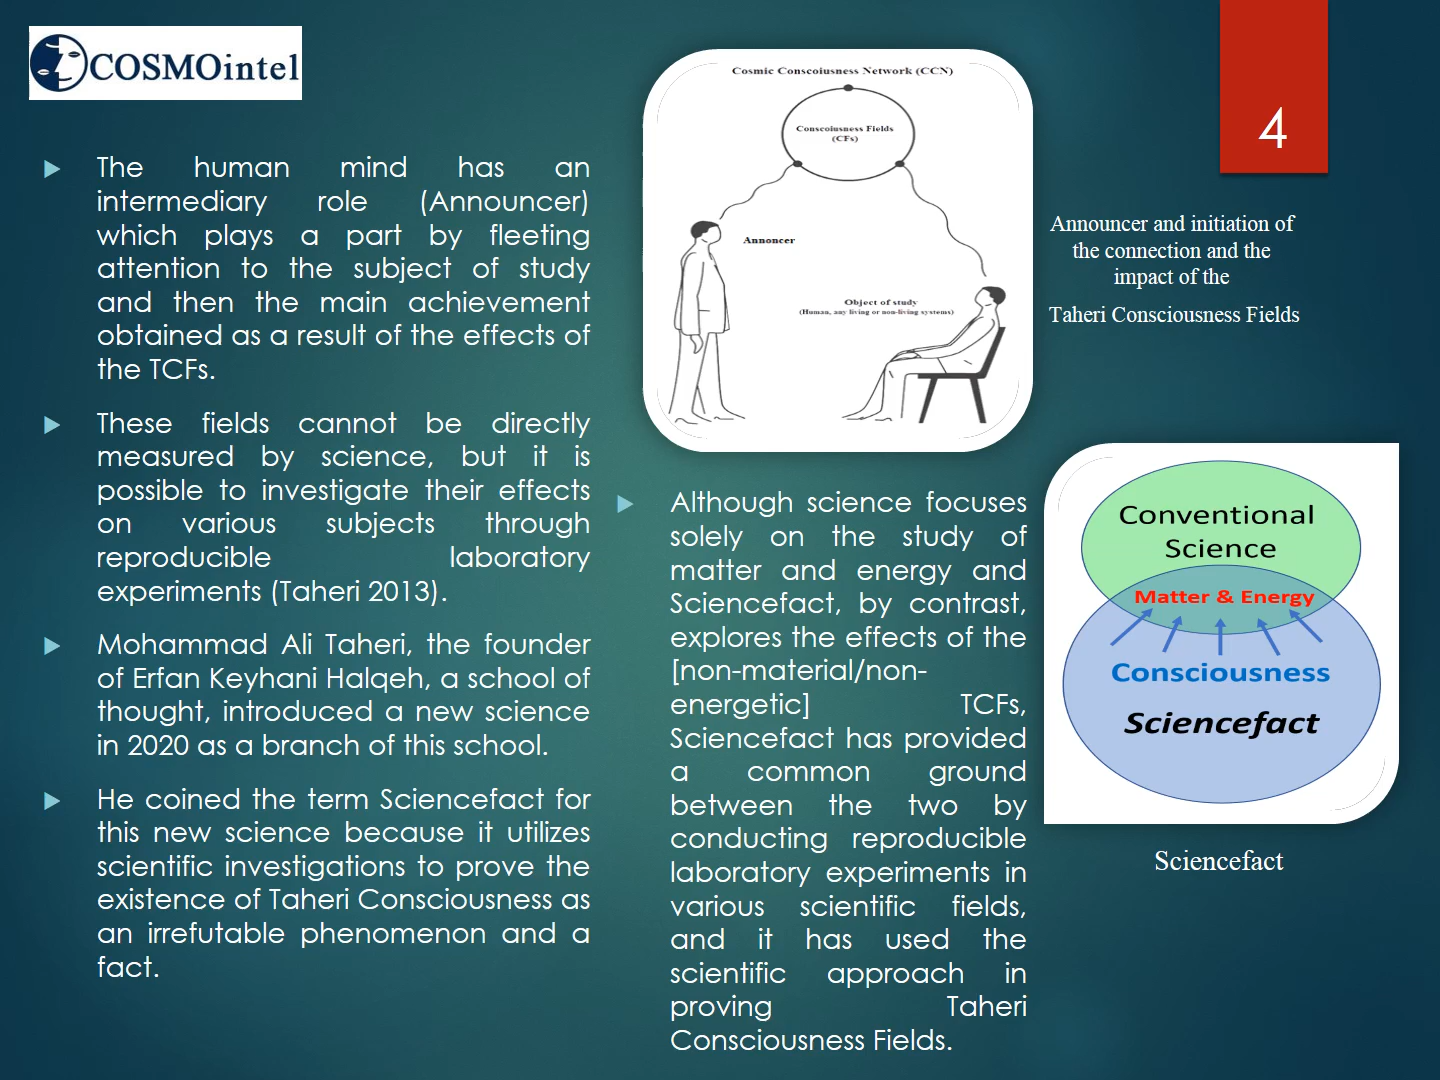 COSMOintel
4
The human mind has an
intermediary role (Announcer)
which plays a part by fleeting
attention to the subject of study
and then the main achievement
obtained as a result of the effects of
the TCFs.
These fields cannot be directly
measured by science, but it is
possible to investigate their effects
on various subjects through
reproducible laboratory
experiments (Taheri 2013).
Mohammad Ali Taheri, the founder
of Erfan Keyhani Halqeh, a school of
thought, introduced a new science
in 2020 as a branch of this school.
He coined the term Sciencefact for
this new science because it utilizes
scientific investigations to prove the
existence of Taheri Consciousness as
an irrefutable phenomenon and a
fact.
Cosmic Conscoiusness Network (CCN)
Conscoiusness Fields
(CFs)
Annoncer
Object of study
(Human, any living or non-living systems)
Announcer and initiation of
the connection and the
impact of the
Taheri Consciousness Fields
Although science focuses
solely on the study of
matter and energy and
Sciencefact, by contrast,
explores the effects of the
[non-material/non-
energetic] TCFs,
Sciencefact has provided
a common ground
between the two by
conducting reproducible
laboratory experiments in
various scientific fields,
and it has used the
scientific approach in
proving Taheri
Consciousness Fields.
Conventional
Science
Matter & Energy
Consciousness
Sciencefact
Sciencefact